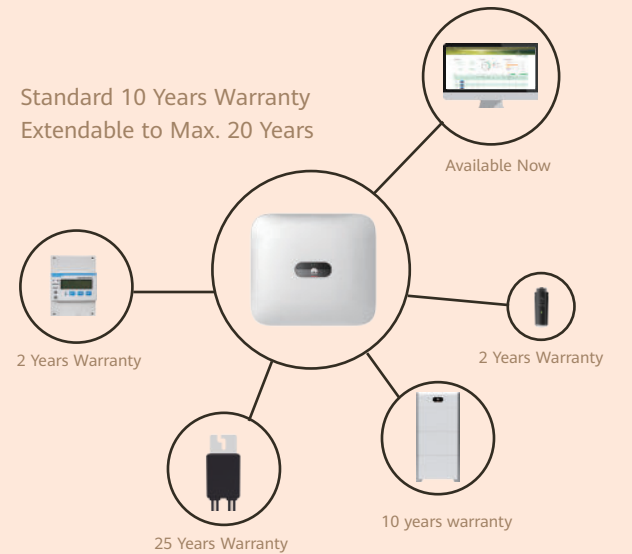 Standard 10 Years Warranty
Extendable to Max. 20 Years
Available Now
2 Years Warranty
2 Years Warranty
10 years warranty
25 Years Warranty